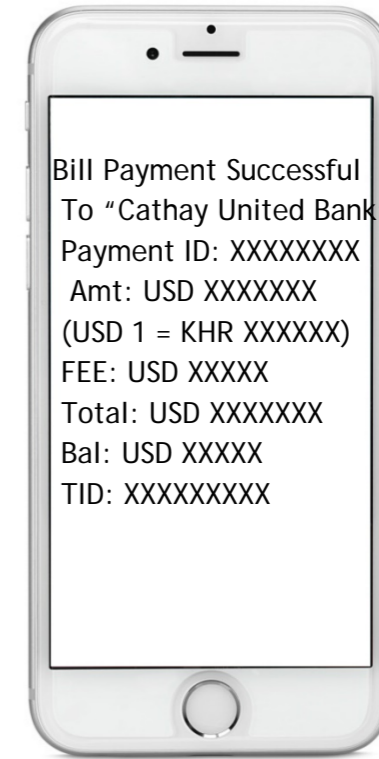 Bill Payment Successful
To “Cathay United Bank
Payment ID: XXXXXXXX
Amt: USD XXXXXXX
(USD 1 = KHR XXXXXX)
FEE: USD XXXXX
Total: USD XXXXXXX
Bal: USD XXXXX
TID: XXXXXXXXX